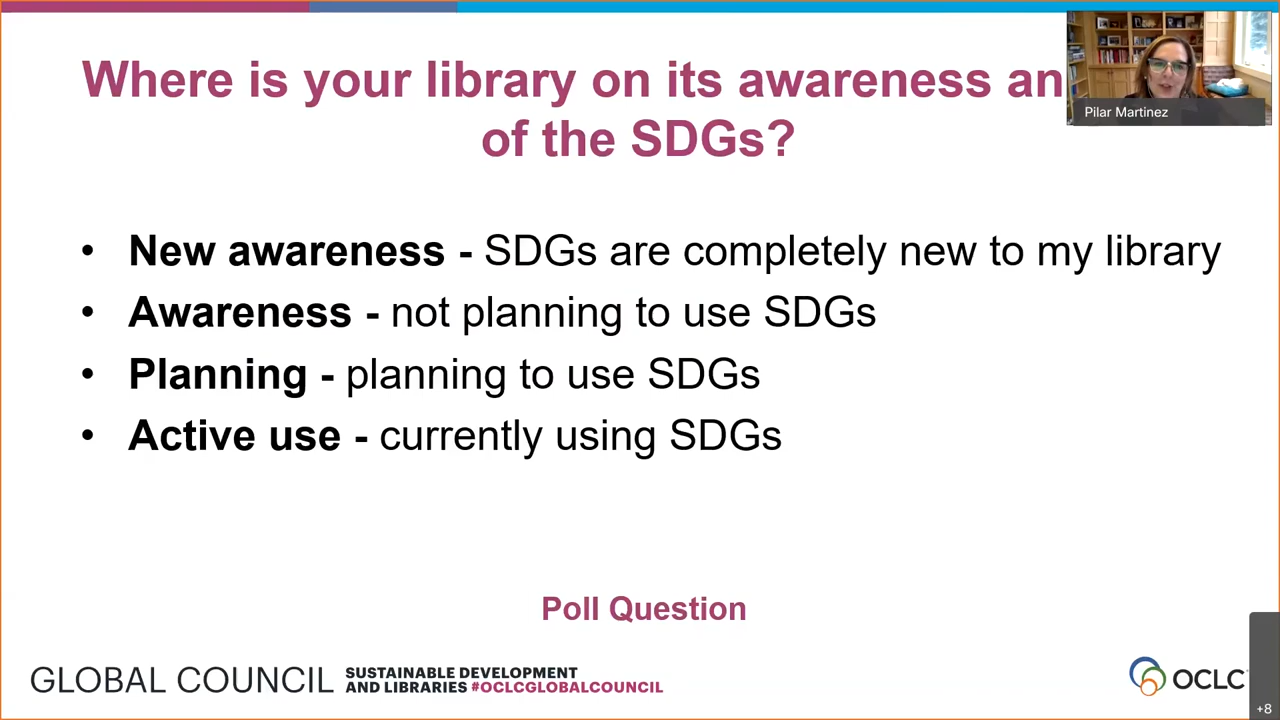 Where is your library on its awareness an
of the SDGs?
Pilar Martinez
• New awareness - SDGs are completely new to my library
• Awareness - not planning to use SDGs
• Planning - planning to use SDGs
• Active use - currently using SDGs
Poll Question
GLOBAL COUNCIL
SUSTAINABLE DEVELOPMENT
AND LIBRARIES #OCLCGLOBALCOUNCIL
OCLC
+8